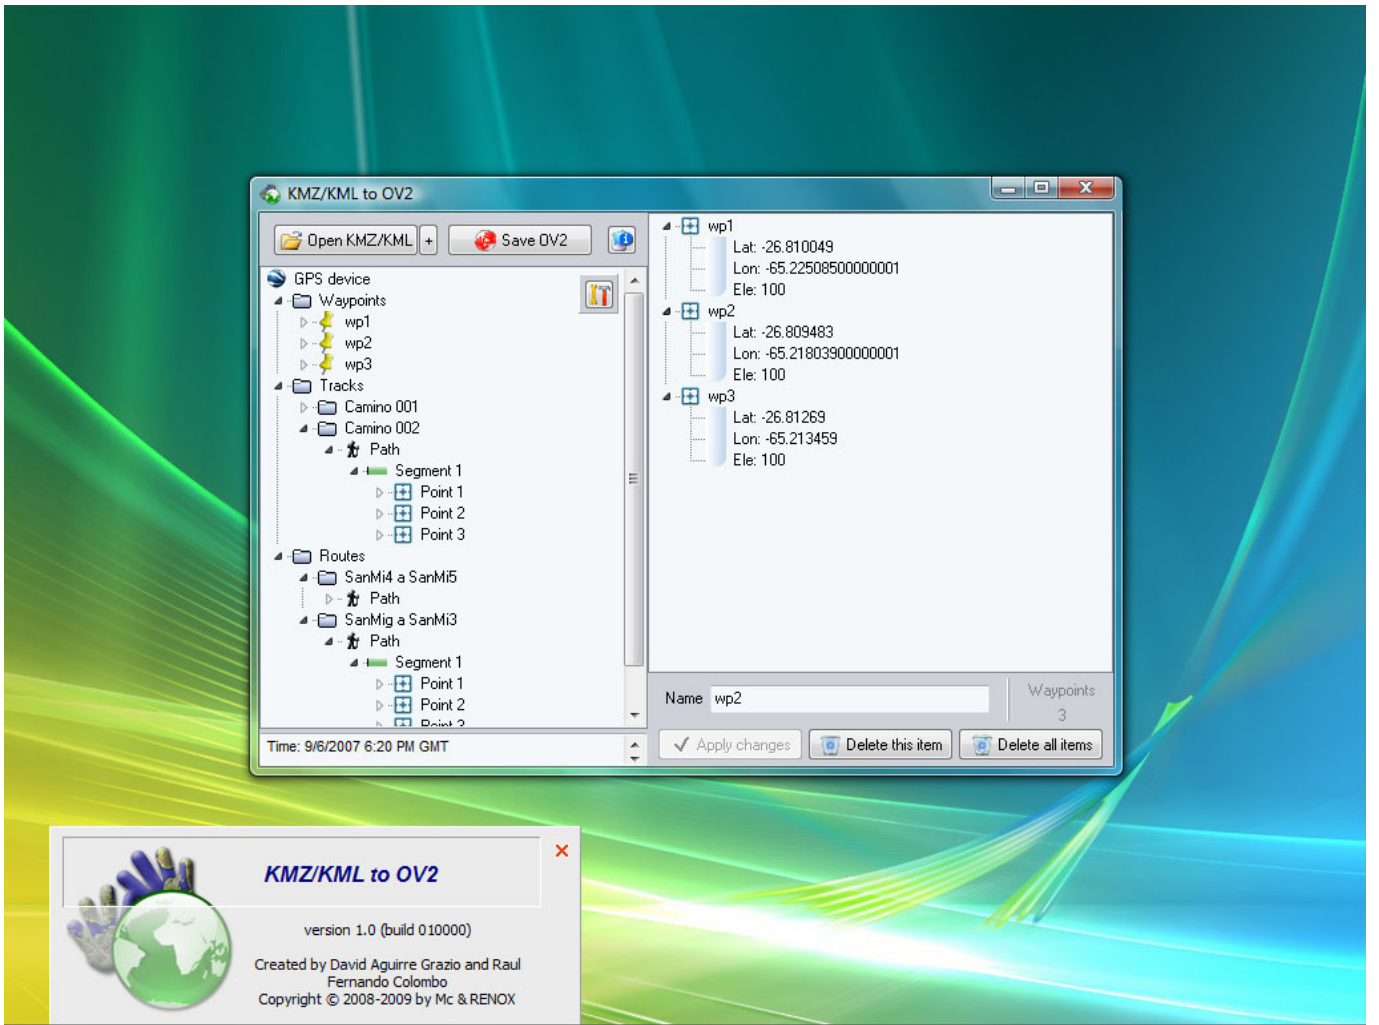 KMZ/KML to OV2
Open KMZ/KML
+
Save OV2
GPS device
Waypoints
wp1
wp2
wp3
Tracks
Camino 001
Camino 002
Path
Segment 1
Point 1
Point 2
Point 3
Routes
SanMi4 a SanMi5
Path
SanMig a SanMi3
Path
Segment 1
Point 1
Point 2
Point 3
Time: 9/6/2007 6:20 PM GMT
wp1
Lat: -26.810049
Lon: -65.22508500000001
Ele: 100
wp2
Lat: -26.809483
Lon: -65.21803900000001
Ele: 100
wp3
Lat: -26.81269
Lon: -65.213459
Ele: 100
Name wp2
Waypoints
3
Apply changes
Delete this item
Delete all items
KMZ/KML to OV2
version 1.0 (build 010000)
Created by David Aguirre Grazio and Raul
Fernando Colombo
Copyright © 2008-2009 by Mc & RENOX